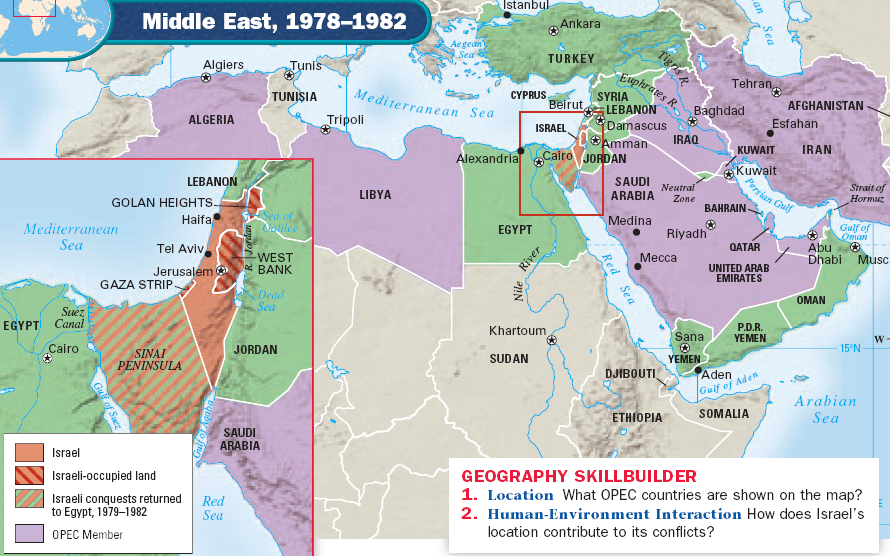 Middle East, 1978–1982
Istanbul
Ankara
Aegean
Sea
TURKEY
Tigris R.
Euphrates R.
Sea
Algiers
Tunis
TUNISIA
Mediterranean Sea
CYPRUS
SYRIA
Beirut
LEBANON
Tehran
AFGHANISTAN
ALGERIA
Tripoli
ISRAEL
Damascus
Baghdad
Esfahan
Amman
IRAQ
IRAN
Alexandria
Cairo
JORDAN
KUWAIT
Kuwait
LIBYA
SAUDI
ARABIA
Neutral
Zone
Persian Gulf
Strait of
Hormuz
EGYPT
Medina
BAHRAIN
Riyadh
Gulf of
Oman
Mecca
QATAR
Abu
Dhabi
Musc
UNITED ARAB
EMIRATES
Nile
River
Red
Sea
OMAN
Khartoum
Sana
P.D.R.
YEMEN
15°N
W
SUDAN
YEMEN
DJIBOUTI
Aden
Gulf of Aden
Arabian
Sea
ETHIOPIA
SOMALIA
LEBANON
GOLAN HEIGHTS
Haifa
Sea of
Galilee
Mediterranean
Sea
Tel Aviv
R. Jordan
WEST
BANK
Jerusalem
GAZA STRIP
Dead
Sea
Suez
Canal
EGYPT
Cairo
SINAI
PENINSULA
JORDAN
Gulf of Suez
Gulf of Aqaba
SAUDI
ARABIA
Red
Sea
Israel
Israeli-occupied land
Israeli conquests returned
to Egypt, 1979–1982
OPEC Member
GEOGRAPHY SKILLBUILDER
1. Location What OPEC countries are shown on the map?
2. Human-Environment Interaction How does Israel's
location contribute to its conflicts?